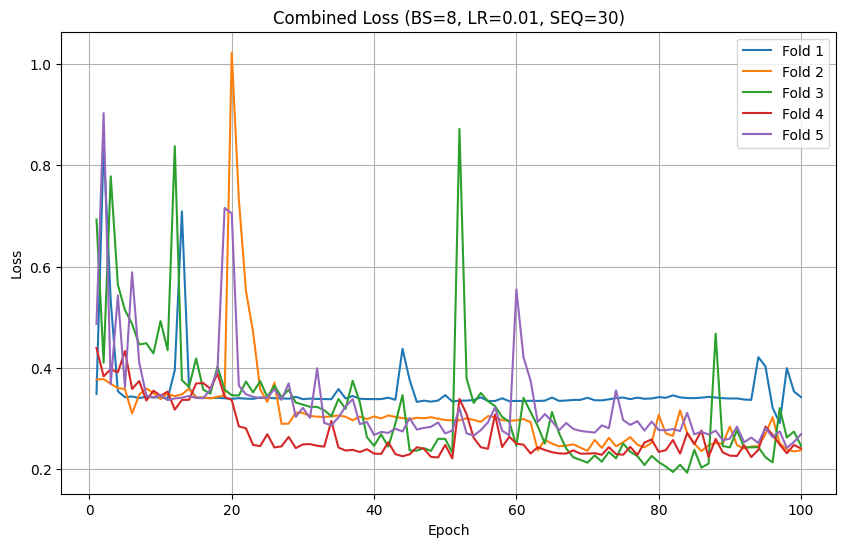 Combined Loss (BS=8, LR=0.01, SEQ=30)
Loss
1.0
0.8
0.6
0.4
0.2
0
20
40
60
80
100
Epoch
Fold 1
Fold 2
Fold 3
Fold 4
Fold 5